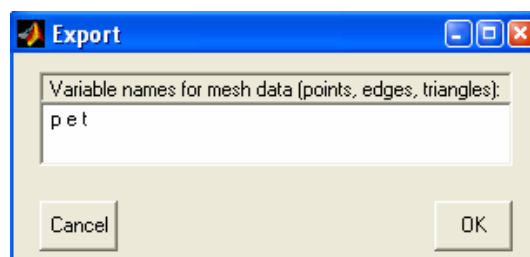 Export
Variable names for mesh data (points, edges, triangles):
p e t
Cancel
OK